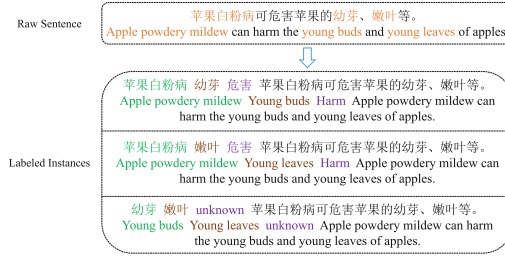 Raw Sentence
苹果白粉病可危害苹果的幼芽、嫩叶等。
Apple powdery mildew can harm the young buds and young leaves of apples
Labeled Instances
苹果白粉病 幼芽 危害 苹果白粉病可危害苹果的幼芽、嫩叶等。
Apple powdery mildew Young buds Harm Apple powdery mildew can
harm the young buds and young leaves of apples.
苹果白粉病 嫩叶 危害 苹果白粉病可危害苹果的幼芽、嫩叶等。
Apple powdery mildew Young leaves Harm Apple powdery mildew can
harm the young buds and young leaves of apples.
幼芽 嫩叶 unknown 苹果白粉病可危害苹果的幼芽、嫩叶等。
Young buds Young leaves unknown Apple powdery mildew can harm
the young buds and young leaves of apples.